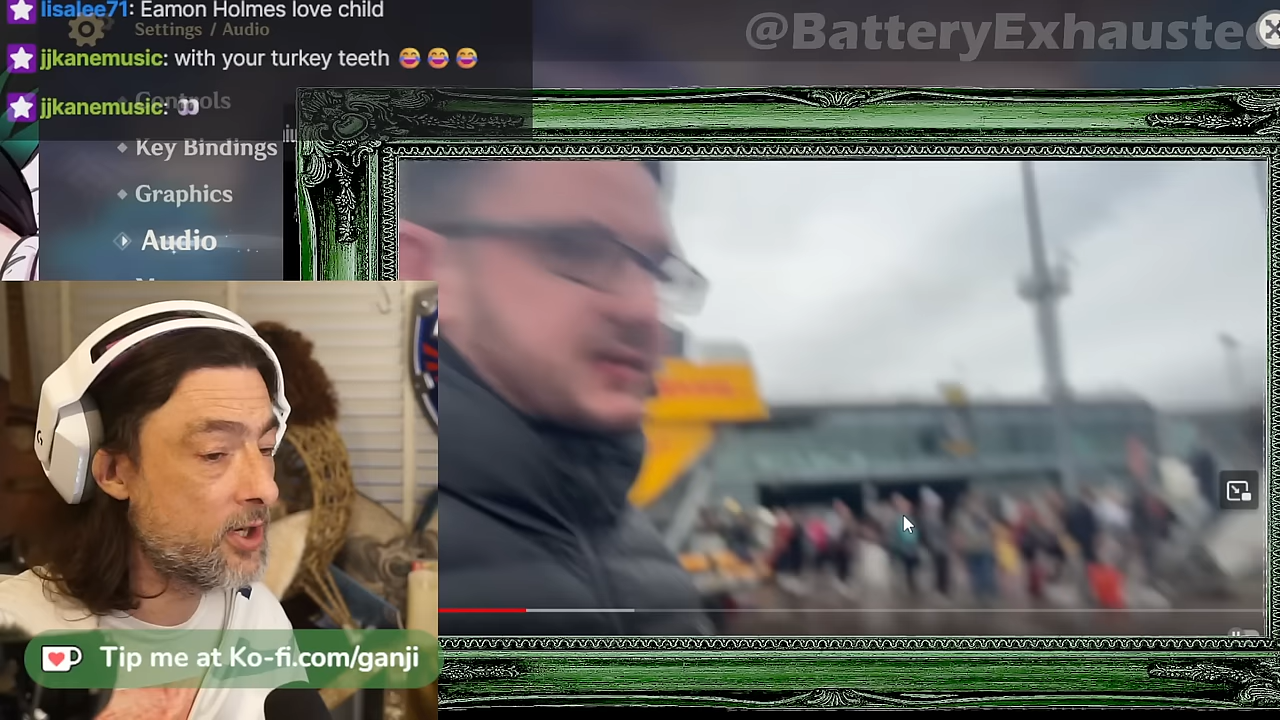 lisalee71: Eamon Holmes love child
Settings / Audio
@BatteryExhausted
jjkanemusic: with your turkey teeth 😂 😂 😂
jjkanemusic: 👀
Controls
Key Bindings
Graphics
Audio
Tip me at Ko-fi.com/ganji